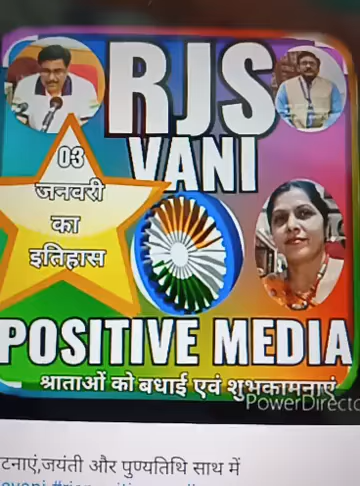 RJS
VANI
03
जनवरी
का
इतिहास
POSITIVE MEDIA
श्राताओं को बधाई एवं शुभकामनाएं
PowerDirecto
टनाएं,जयंती और पुण्यतिथि साथ में